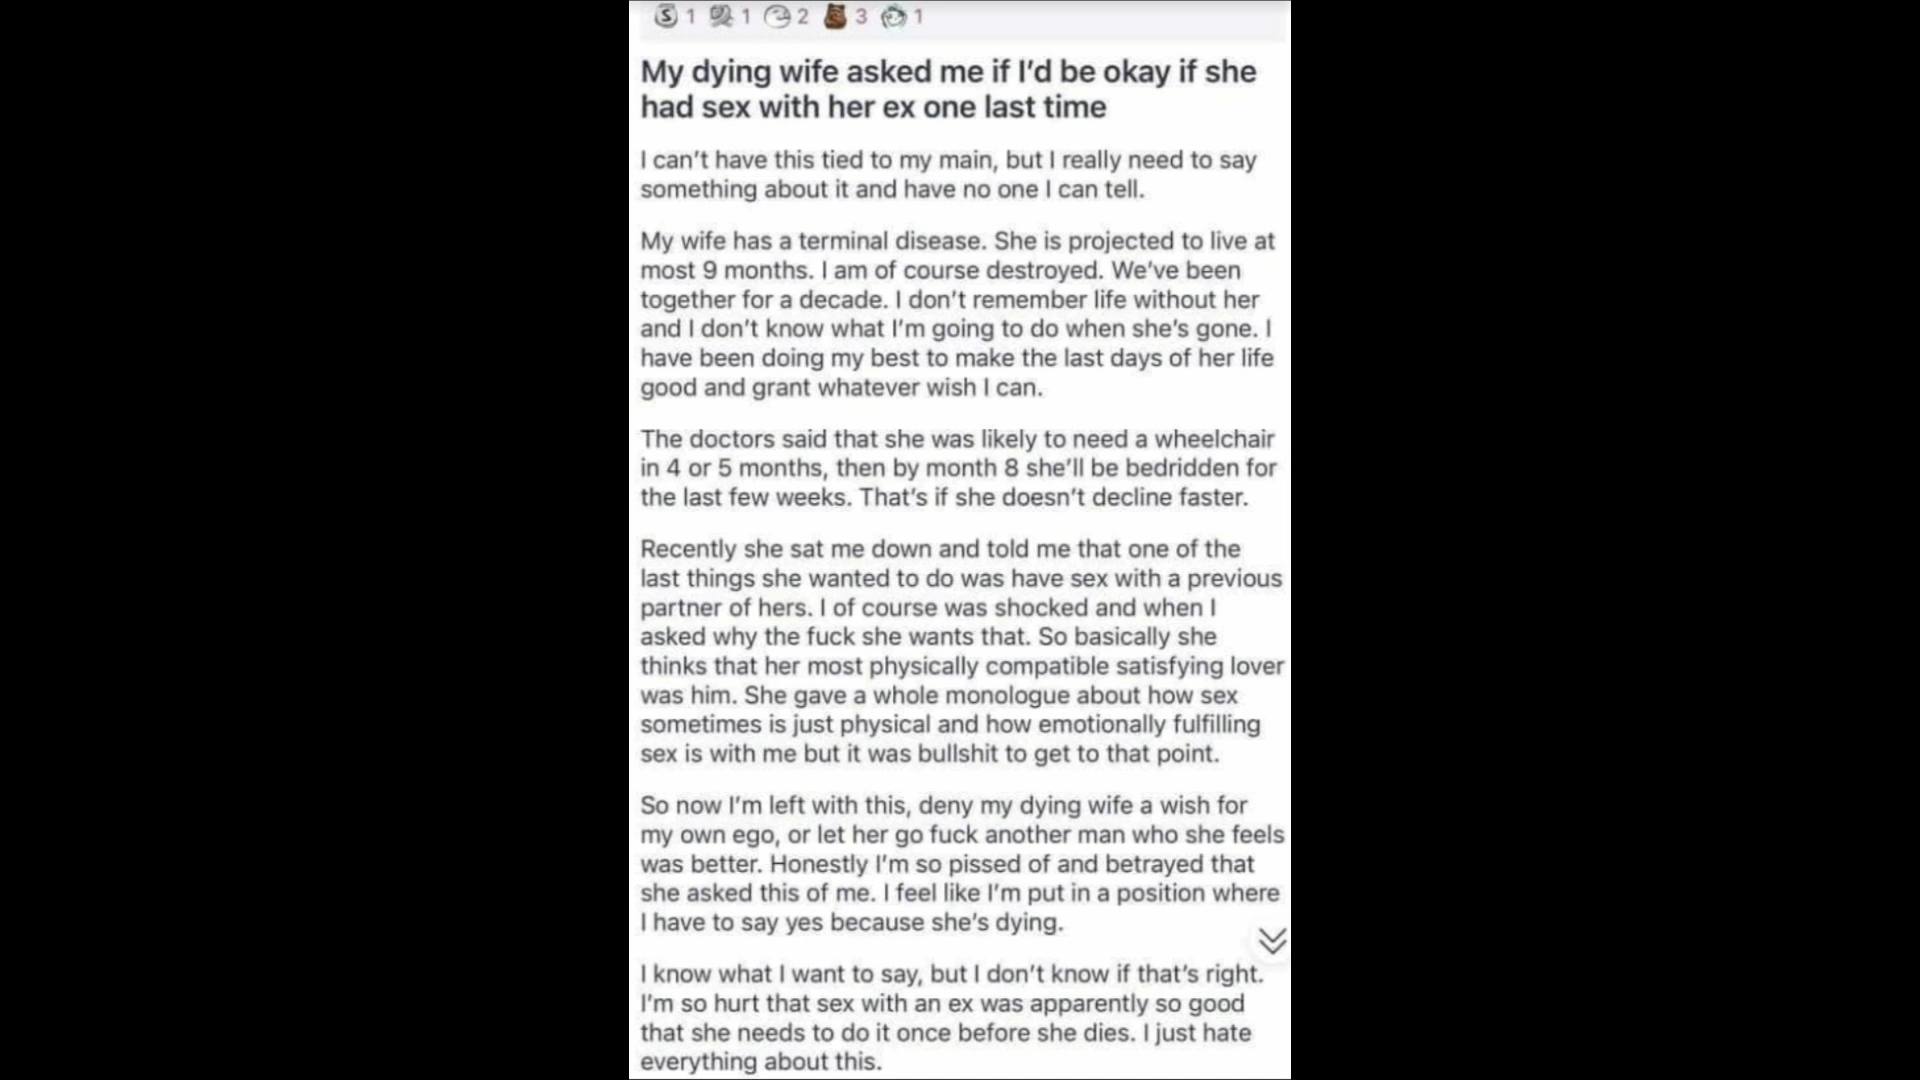 1 1 2 3 1
My dying wife asked me if I'd be okay if she
had sex with her ex one last time
I can't have this tied to my main, but I really need to say
something about it and have no one I can tell.
My wife has a terminal disease. She is projected to live at
most 9 months. I am of course destroyed. We've been
together for a decade. I don't remember life without her
and I don't know what I'm going to do when she's gone. I
have been doing my best to make the last days of her life
good and grant whatever wish I can.
The doctors said that she was likely to need a wheelchair
in 4 or 5 months, then by month 8 she'll be bedridden for
the last few weeks. That's if she doesn't decline faster.
Recently she sat me down and told me that one of the
last things she wanted to do was have sex with a previous
partner of hers. I of course was shocked and when I
asked why the fuck she wants that. So basically she
thinks that her most physically compatible satisfying lover
was him. She gave a whole monologue about how sex
sometimes is just physical and how emotionally fulfilling
sex is with me but it was bullshit to get to that point.
So now I'm left with this, deny my dying wife a wish for
my own ego, or let her go fuck another man who she feels
was better. Honestly I'm so pissed of and betrayed that
she asked this of me. I feel like I'm put in a position where
I have to say yes because she's dying.
I know what I want to say, but I don't know if that's right.
I'm so hurt that sex with an ex was apparently so good
that she needs to do it once before she dies. I just hate
everything about this.